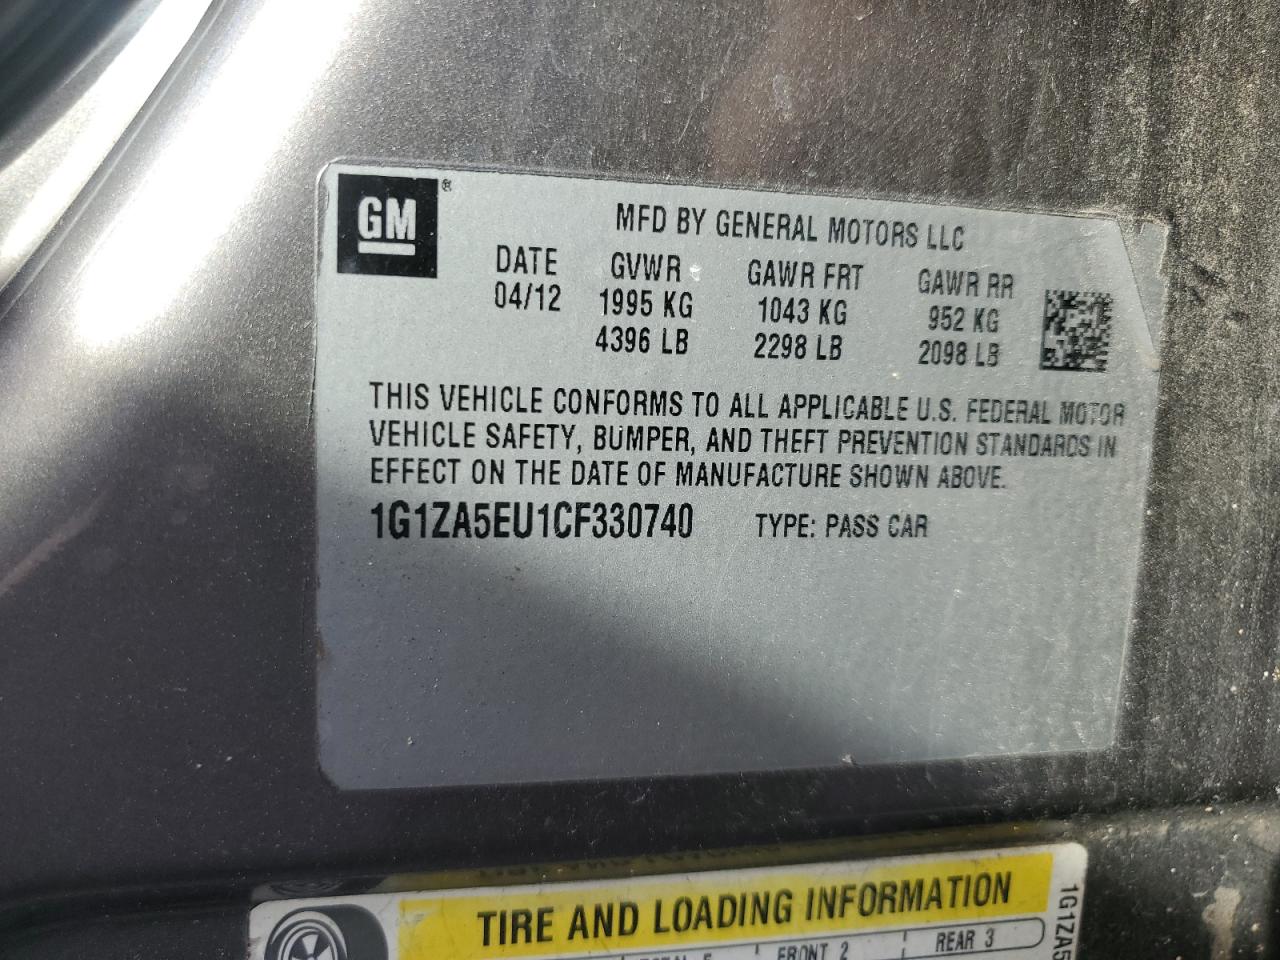 GM ®
MFD BY GENERAL MOTORS LLC
DATE GVWR GAWR FRT GAWR RR
04/12 1995 KG 1043 KG 952 KG
4396 LB 2298 LB 2098 LB
THIS VEHICLE CONFORMS TO ALL APPLICABLE U.S. FEDERAL MOTOR
VEHICLE SAFETY, BUMPER, AND THEFT PREVENTION STANDARDS IN
EFFECT ON THE DATE OF MANUFACTURE SHOWN ABOVE.
1G1ZA5EU1CF330740 TYPE: PASS CAR
TIRE AND LOADING INFORMATION
FRONT 2 REAR 3
1G1ZA5